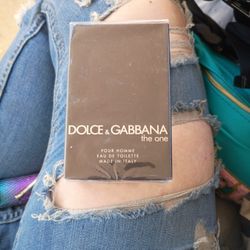 DOLCE & GABBANA
the one
POUR HOMME
EAU DE TOILETTE
MADE IN ITALY